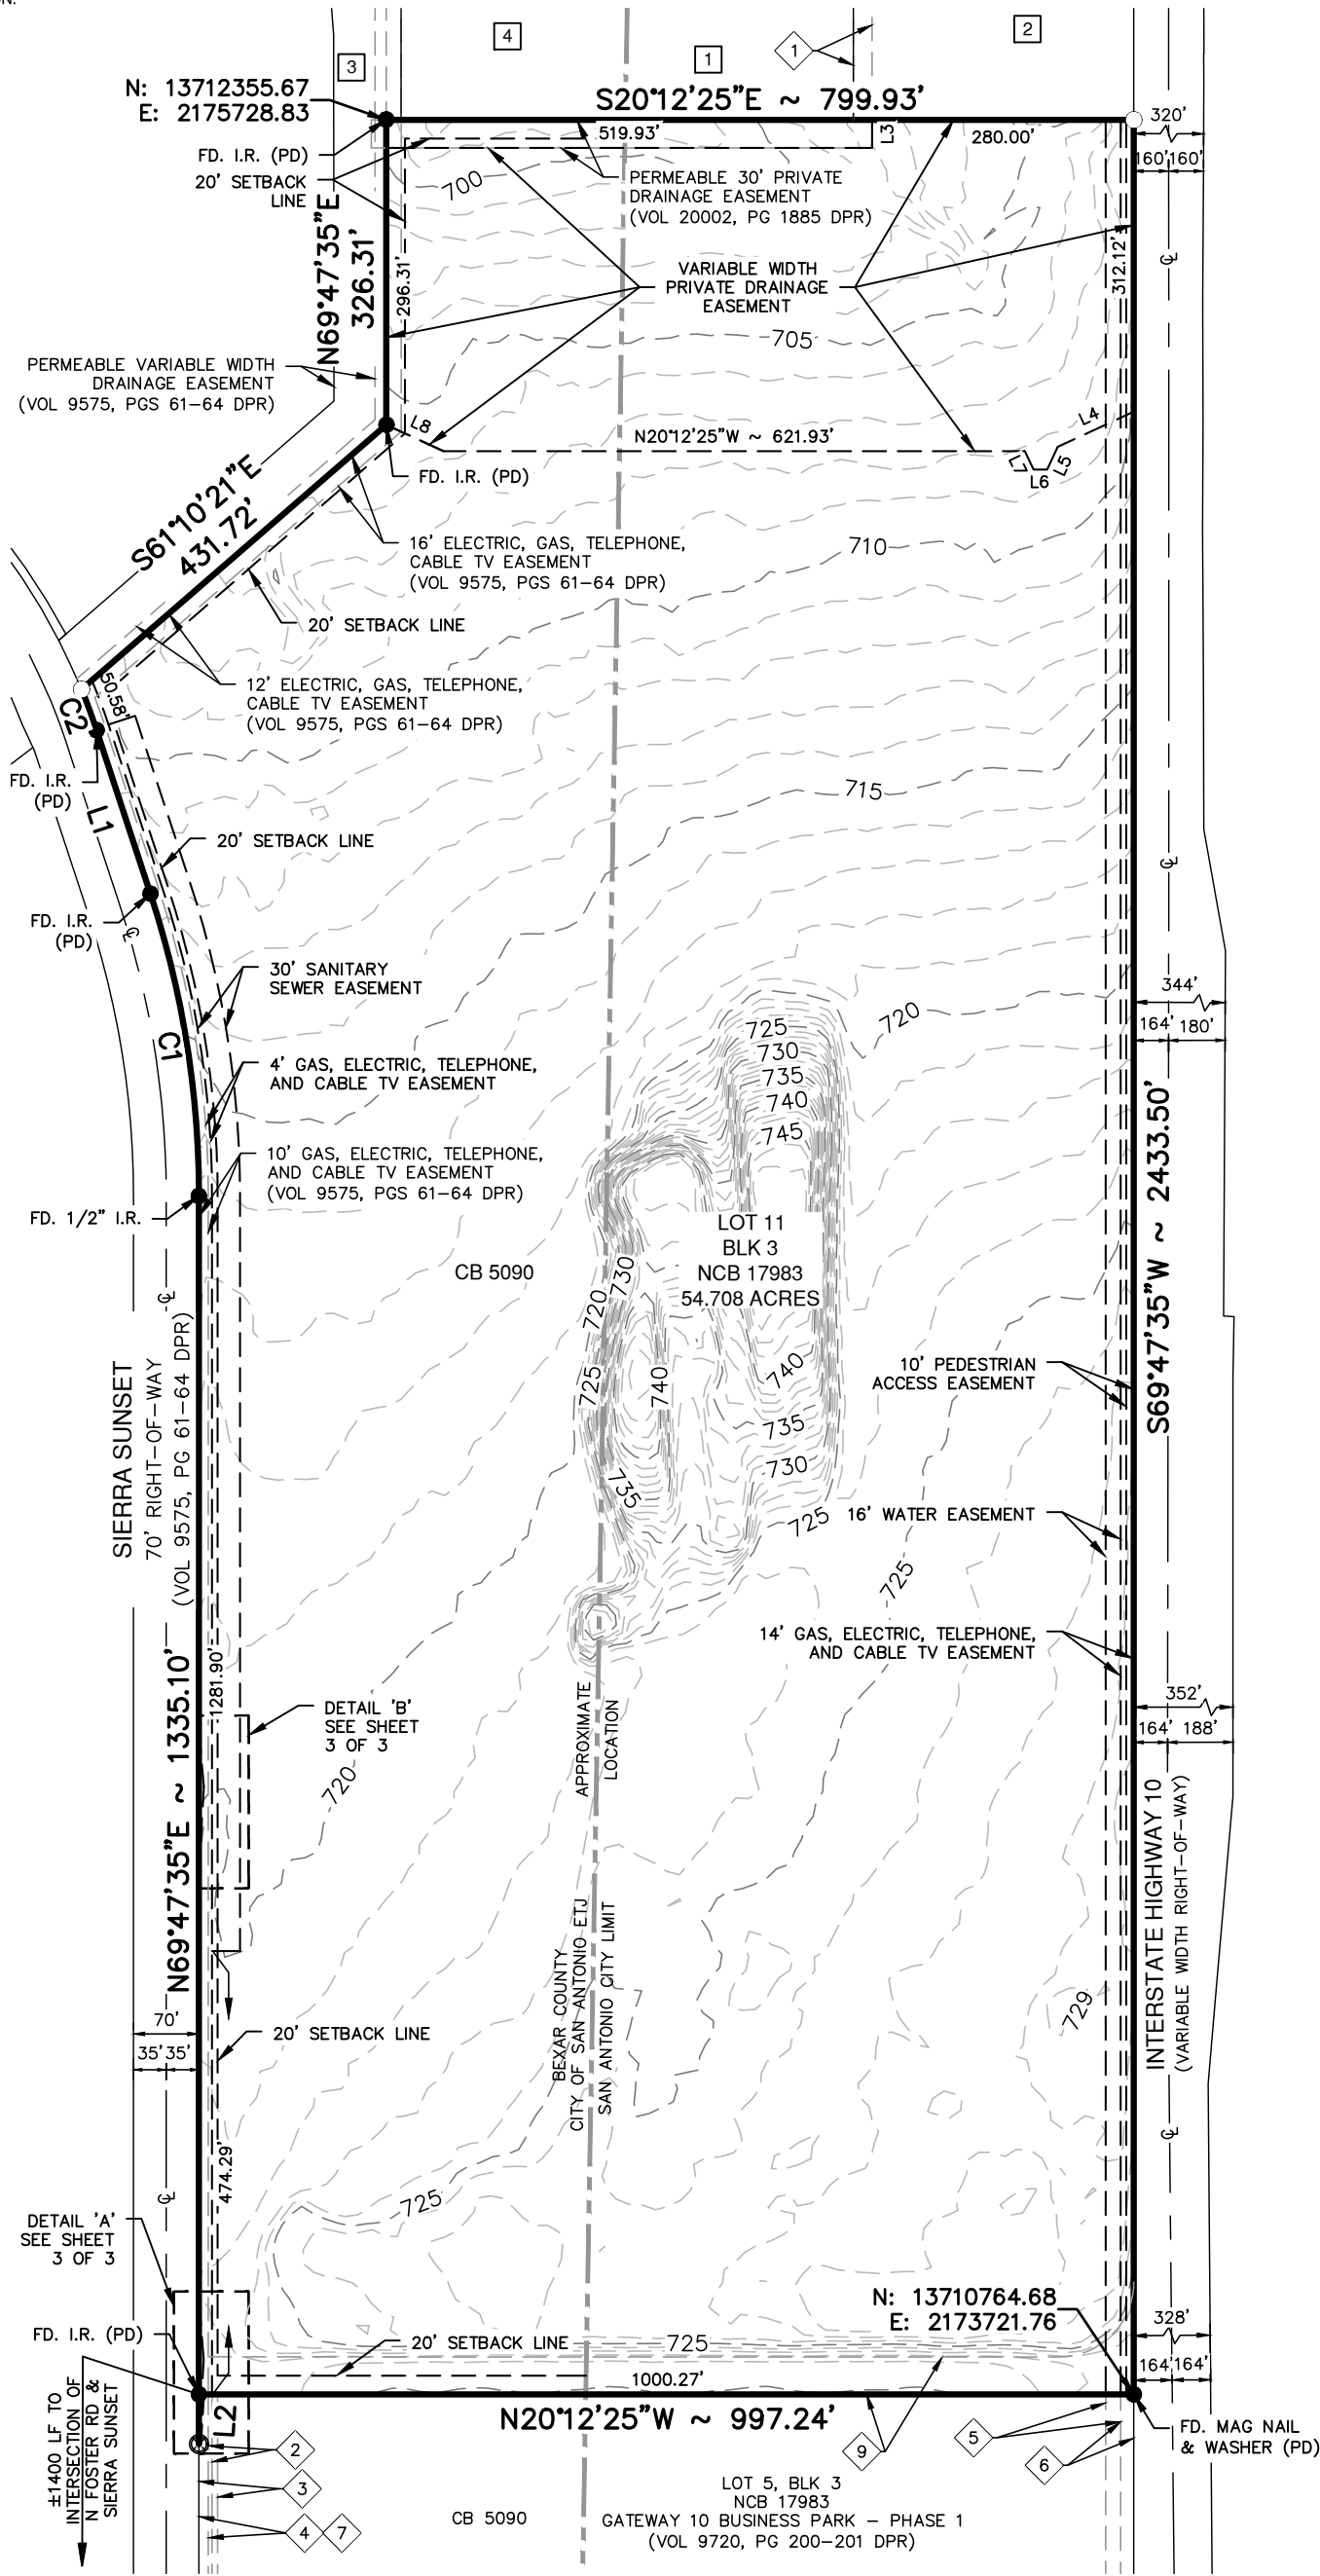 4
1
1
2
3
N: 13712355.67
E: 2175728.83
S20°12'25"E ~ 799.93'
320'
160'
160'
519.93'
L3
280.00'
FD. I.R. (PD)
20' SETBACK
LINE
700
PERMEABLE 30' PRIVATE
DRAINAGE EASEMENT
(VOL 20002, PG 1885 DPR)
N69°47'35"E
326.31'
296.31'
VARIABLE WIDTH
PRIVATE DRAINAGE
EASEMENT
312.12'
℄
705
PERMEABLE VARIABLE WIDTH
DRAINAGE EASEMENT
(VOL 9575, PGS 61-64 DPR)
L8
N20°12'25"W ~ 621.93'
L4
L5
L6
L7
FD. I.R. (PD)
S61°10'21"E
431.72'
16' ELECTRIC, GAS, TELEPHONE,
CABLE TV EASEMENT
(VOL 9575, PGS 61-64 DPR)
710
20' SETBACK LINE
50.58'
12' ELECTRIC, GAS, TELEPHONE,
CABLE TV EASEMENT
(VOL 9575, PGS 61-64 DPR)
C2
FD. I.R.
(PD)
L1
715
20' SETBACK LINE
℄
FD. I.R.
(PD)
℄
30' SANITARY
SEWER EASEMENT
344'
164'
180'
720
C1
725
730
735
740
745
4' GAS, ELECTRIC, TELEPHONE,
AND CABLE TV EASEMENT
10' GAS, ELECTRIC, TELEPHONE,
AND CABLE TV EASEMENT
(VOL 9575, PGS 61-64 DPR)
FD. 1/2" I.R.
S69°47'35"W ~ 2433.50'
LOT 11
BLK 3
NCB 17983
54.708 ACRES
CB 5090
℄
720
730
725
740
740
735
730
735
725
10' PEDESTRIAN
ACCESS EASEMENT
SIERRA SUNSET
70' RIGHT-OF-WAY
(VOL 9575, PG 61-64 DPR)
16' WATER EASEMENT
725
14' GAS, ELECTRIC, TELEPHONE,
AND CABLE TV EASEMENT
N69°47'35"E ~ 1335.10'
1281.90'
DETAIL 'B'
SEE SHEET
3 OF 3
APPROXIMATE
LOCATION
352'
164'
188'
720
INTERSTATE HIGHWAY 10
(VARIABLE WIDTH RIGHT-OF-WAY)
BEXAR COUNTY
CITY OF SAN ANTONIO ETJ
SAN ANTONIO CITY LIMIT
729
70'
35'
35'
20' SETBACK LINE
℄
℄
474.29'
725
DETAIL 'A'
SEE SHEET
3 OF 3
N: 13710764.68
E: 2173721.76
328'
164'
164'
FD. I.R. (PD)
20' SETBACK LINE
725
1000.27'
N20°12'25"W ~ 997.24'
L2
±1400 LF TO
INTERSECTION OF
N FOSTER RD &
SIERRA SUNSET
FD. MAG NAIL
& WASHER (PD)
2
3
4
7
9
5
6
CB 5090
LOT 5, BLK 3
NCB 17983
GATEWAY 10 BUSINESS PARK - PHASE 1
(VOL 9720, PG 200-201 DPR)